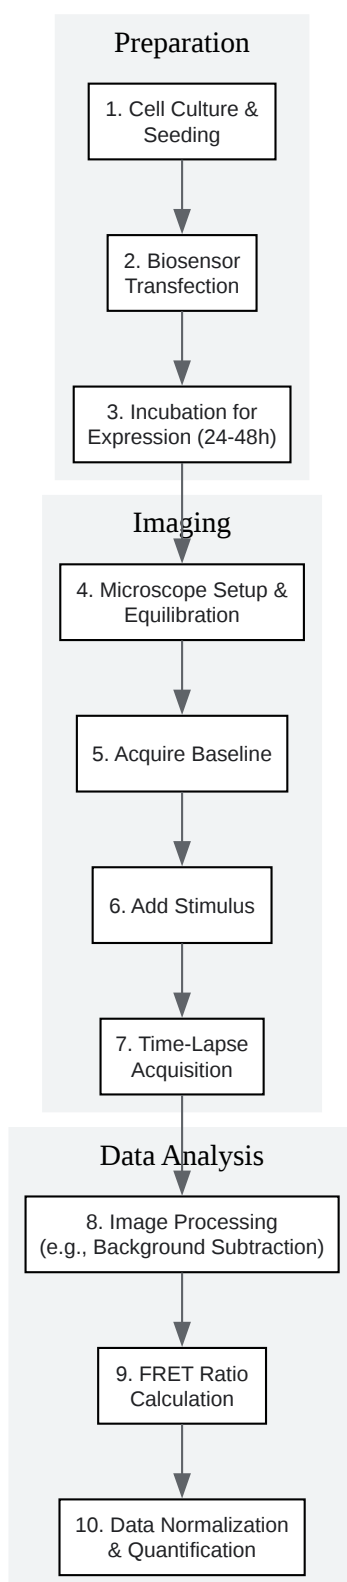 Preparation
1. Cell Culture &
Seeding
2. Biosensor
Transfection
3. Incubation for
Expression (24-48h)
Imaging
4. Microscope Setup &
Equilibration
5. Acquire Baseline
6. Add Stimulus
7. Time-Lapse
Acquisition
Data Analysis
8. Image Processing
(e.g., Background Subtraction)
9. FRET Ratio
Calculation
10. Data Normalization
& Quantification